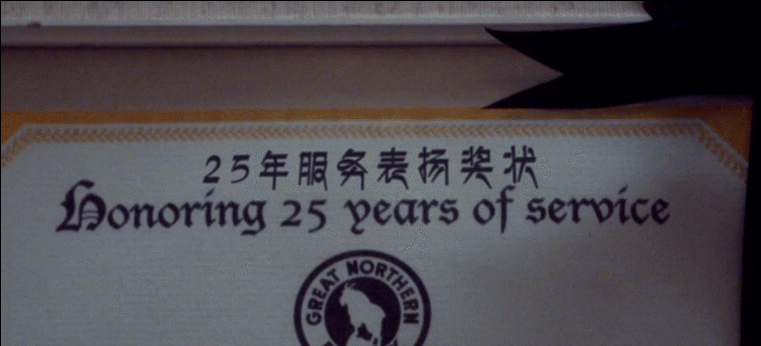 25年服务表扬奖状
Honoring 25 years of service
GREAT NORTHERN